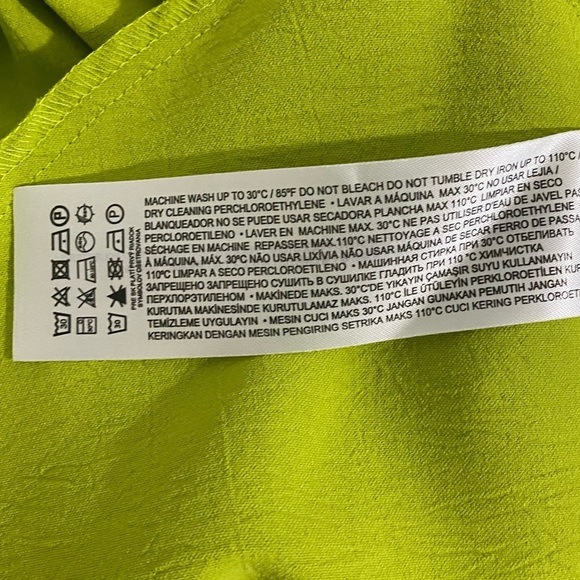 MACHINE WASH UP TO 30°C / 85ºF DO NOT BLEACH DO NOT TUMBLE DRY IRON UP TO 110°C /
DRY CLEANING PERCHLOROETHYLENE • LAVAR A MÁQUINA MAX 30°C NO USAR LEJIA /
BLANQUEADOR NO SE PUEDE USAR SECADORA PLANCHA MAX 110°C LIMPIAR EN SECO
PERCLOROETILENO • LAVER EN MACHINE MAX. 30°C NE PAS UTILISER D'EAU DE JAVEL PAS
SÉCHAGE EN MACHINE REPASSER MAX.110°C NETTOYAGE A SEC PERCHLOROETHYLENE
À MÁQUINA, MÁX. 30ºC NÃO USAR LIXÍVIA NÃO USAR MÁQUINA DE SECAR FERRO DE PASSA
110°C LIMPAR A SECO PERCLOROETILENO • МАШИННАЯ СТИРКА ПРИ 30°C ОТБЕЛИВАТЬ
ЗАПРЕЩЕНО СУШИТЬ В СУШИЛКЕ ГЛАДИТЬ ПРИ 110 °C ХИМЧИСТКА
ПЕРХЛОРЭТИЛЕНОМ • MAKİNEDE MAKS. 30°C'DE YIKAYIN ÇAMAŞIR SUYU KULLANMAYIN
KURUTMA MAKİNESİNDE KURUTULAMAZ MAKS. 110°C İLE ÜTÜLEYİN PERKLOROETİLEN KU
TEMİZLEME UYGULAYIN • MESIN CUCI MAKS 30°C JANGAN GUNAKAN PEMUTIH JANGAN
KERINGKAN DENGAN MESIN PENGIRING SETRIKA MAKS 110°C CUCI KERING PERKLOROET